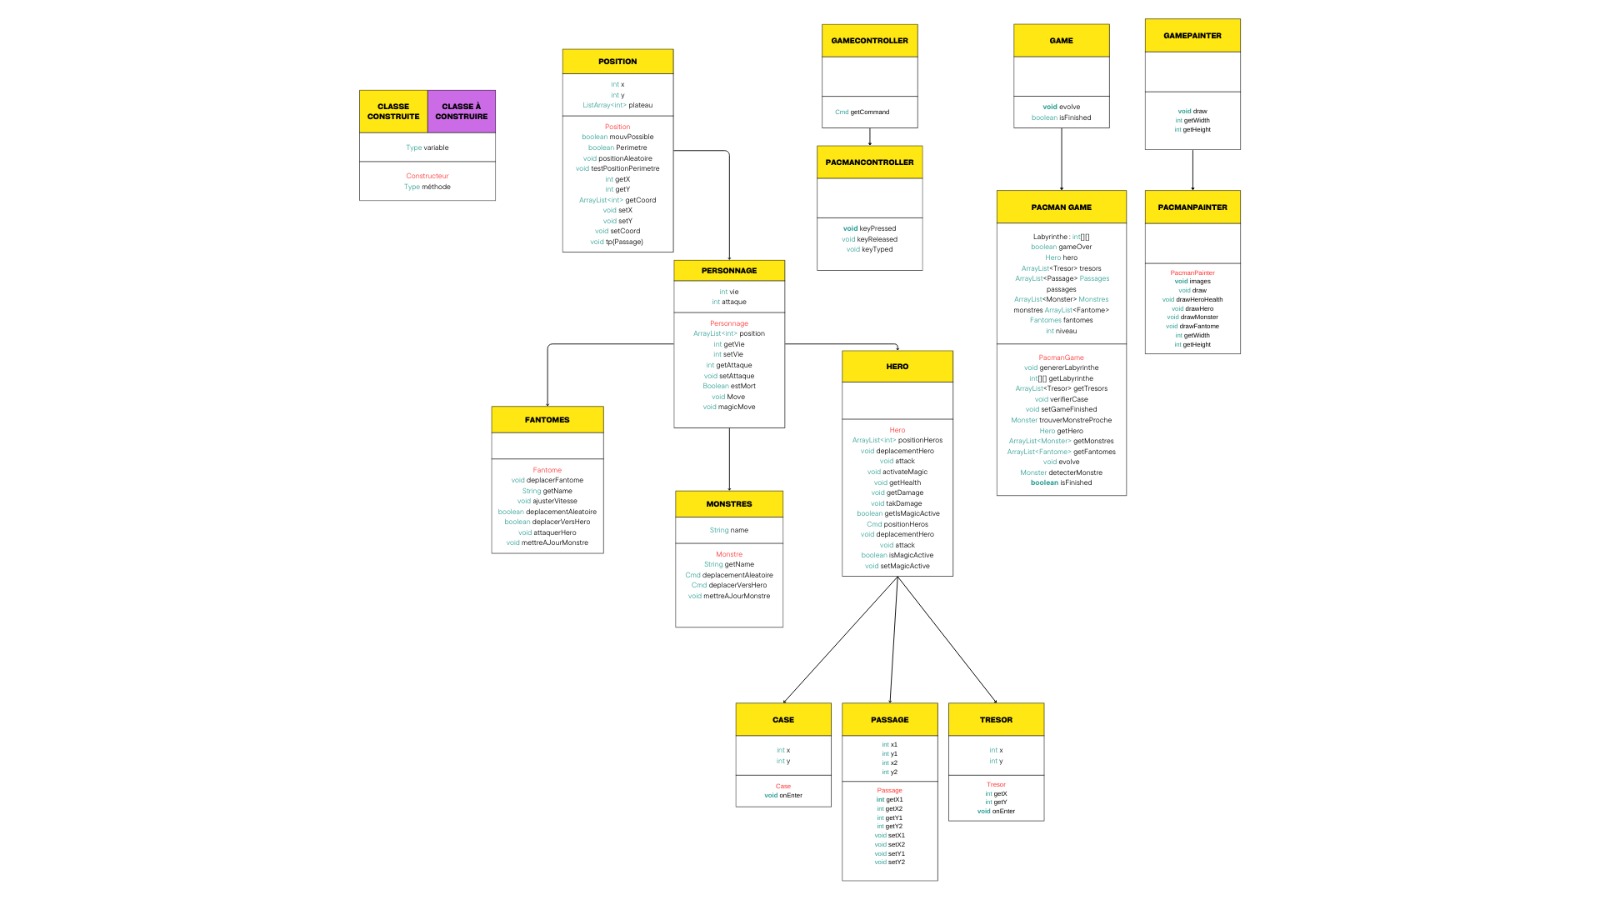 CLASSE
CONSTRUITE
CLASSE À
CONSTRUIRE
Type variable
Constructeur
Type méthode
POSITION
int x
int y
ListArray<int> plateau
Position
boolean mouvPossible
boolean Perimetre
void positionAleatoire
void testPositionPerimetre
int getX
int getY
ArrayList<int> getCoord
void setX
void setY
void setCoord
void tp(Passage)
PERSONNAGE
int vie
int attaque
Personnage
ArrayList<int> position
int getVie
int setVie
int getAttaque
void setAttaque
Boolean estMort
void Move
void magicMove
FANTOMES
Fantome
void deplacerFantome
String getName
void ajusterVitesse
boolean deplacementAleatoire
boolean deplacerVersHero
void attaquerHero
void mettreAJourMonstre
MONSTRES
String name
Monstre
String getName
Cmd deplacementAleatoire
Cmd deplacerVersHero
void mettreAJourMonstre
GAMECONTROLLER
Cmd getCommand
PACMANCONTROLLER
void keyPressed
void keyReleased
void keyTyped
HERO
Hero
ArrayList<int> positionHeros
void deplacementHero
void attack
void activateMagic
void getHealth
void getDamage
void takDamage
boolean getIsMagicActive
Cmd positionHeros
void deplacementHero
void attack
boolean isMagicActive
void setMagicActive
CASE
int x
int y
Case
void onEnter
PASSAGE
int x1
int y1
int x2
int y2
Passage
int getX1
int getX2
int getY1
int getY2
void setX1
void setX2
void setY1
void setY2
TRESOR
int x
int y
Tresor
int getX
int getY
void onEnter
GAME
void evolve
boolean isFinished
PACMAN GAME
Labyrinthe : int[][]
boolean gameOver
Hero hero
ArrayList<Tresor> tresors
ArrayList<Passage> Passages
passages
ArrayList<Monster> Monstres
monstres ArrayList<Fantome>
Fantomes fantomes
int niveau
PacmanGame
void genererLabyrinthe
int[][] getLabyrinthe
ArrayList<Tresor> getTresors
void verifierCase
void setGameFinished
Monster trouverMonstreProche
Hero getHero
ArrayList<Monster> getMonstres
ArrayList<Fantome> getFantomes
void evolve
Monster detecterMonstre
boolean isFinished
GAMEPAINTER
void draw
int getWidth
int getHeight
PACMANPAINTER
PacmanPainter
void images
void draw
void drawHeroHealth
void drawHero
void drawMonster
void drawFantome
int getWidth
int getHeight